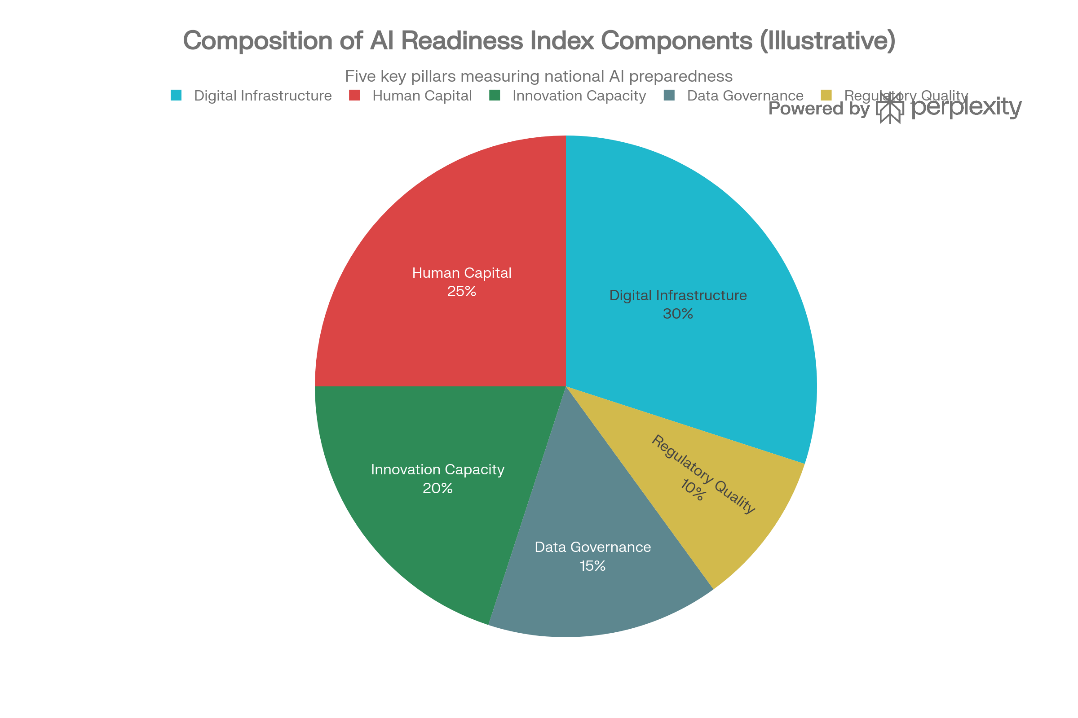 Composition of AI Readiness Index Components (Illustrative)
Five key pillars measuring national AI preparedness
Digital Infrastructure Human Capital Innovation Capacity Data Governance Regulatory Quality
Powered by perplexity
Human Capital
25%
Digital Infrastructure
30%
Regulatory Quality
10%
Innovation Capacity
20%
Data Governance
15%